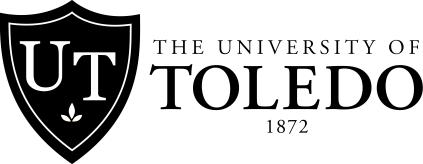 UT
THE UNIVERSITY OF
TOLEDO
1872